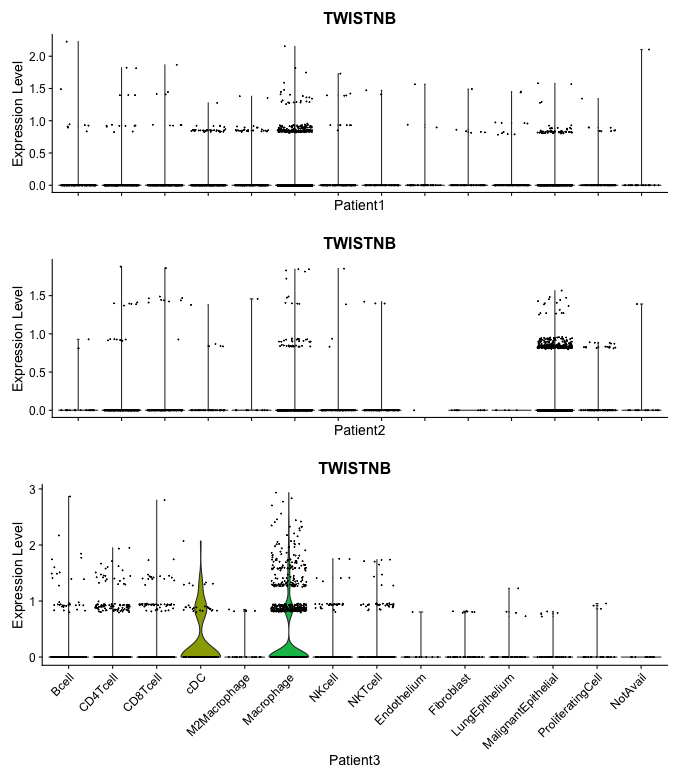 TWISTNB
Expression Level
2.0
1.5
1.0
0.5
0.0
Patient1
TWISTNB
Expression Level
1.5
1.0
0.5
0.0
Patient2
TWISTNB
Expression Level
3
2
1
0
Bcell
CD4Tcell
CD8Tcell
cDC
M2Macrophage
Macrophage
NKcell
NKTcell
Endothelium
Fibroblast
LungEpithelium
MalignantEpithelial
ProliferatingCell
NotAvail
Patient3